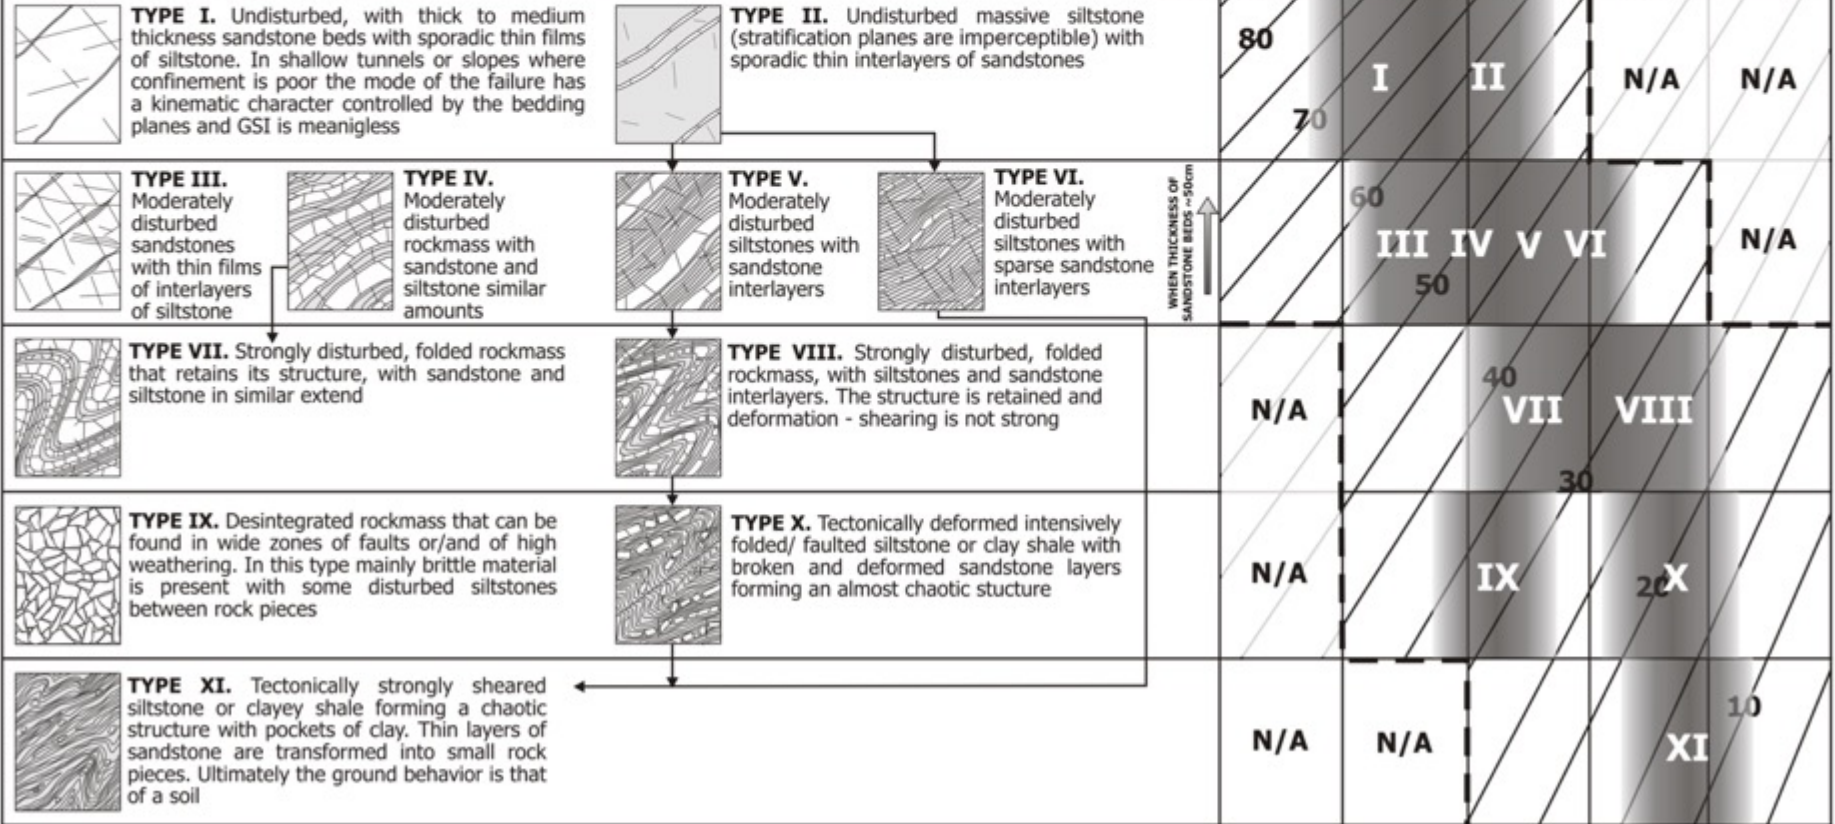 TYPE I. Undisturbed, with thick to medium
thickness sandstone beds with sporadic thin films
of siltstone. In shallow tunnels or slopes where
confinement is poor the mode of the failure has
a kinematic character controlled by the bedding
planes and GSI is meanigless
TYPE II. Undisturbed massive siltstone
(stratification planes are imperceptible) with
sporadic thin interlayers of sandstones
80
70
I
II
N/A
N/A
TYPE III.
Moderately
disturbed
sandstones
with thin films
of interlayers
of siltstone
TYPE IV.
Moderately
disturbed
rockmass with
sandstone and
siltstone similar
amounts
TYPE V.
Moderately
disturbed
siltstones with
sandstone
interlayers
TYPE VI.
Moderately
disturbed
siltstones with
sparse sandstone
interlayers
WHEN THICKNESS OF
SANDSTONE BEDS ~50cm
60
III IV V VI
50
N/A
TYPE VII. Strongly disturbed, folded rockmass
that retains its structure, with sandstone and
siltstone in similar extend
TYPE VIII. Strongly disturbed, folded
rockmass, with siltstones and sandstone
interlayers. The structure is retained and
deformation - shearing is not strong
N/A
40
VII
VIII
30
TYPE IX. Desintegrated rockmass that can be
found in wide zones of faults or/and of high
weathering. In this type mainly brittle material
is present with some disturbed siltstones
between rock pieces
TYPE X. Tectonically deformed intensively
folded/ faulted siltstone or clay shale with
broken and deformed sandstone layers
forming an almost chaotic stucture
N/A
IX
20
X
TYPE XI. Tectonically strongly sheared
siltstone or clayey shale forming a chaotic
structure with pockets of clay. Thin layers of
sandstone are transformed into small rock
pieces. Ultimately the ground behavior is that
of a soil
N/A
N/A
10
XI